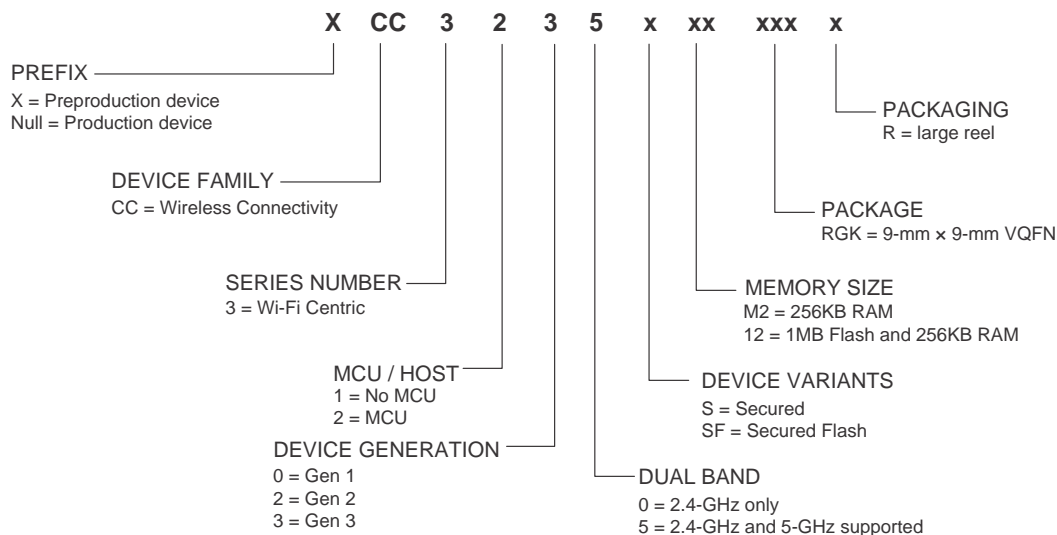 X CC 3 2 3 5 x xx xxx x
PREFIX
X = Preproduction device
Null = Production device
PACKAGING
R = large reel
DEVICE FAMILY
CC = Wireless Connectivity
PACKAGE
RGK = 9-mm × 9-mm VQFN
SERIES NUMBER
3 = Wi-Fi Centric
MEMORY SIZE
M2 = 256KB RAM
12 = 1MB Flash and 256KB RAM
MCU / HOST
1 = No MCU
2 = MCU
DEVICE VARIANTS
S = Secured
SF = Secured Flash
DEVICE GENERATION
0 = Gen 1
2 = Gen 2
3 = Gen 3
DUAL BAND
0 = 2.4-GHz only
5 = 2.4-GHz and 5-GHz supported